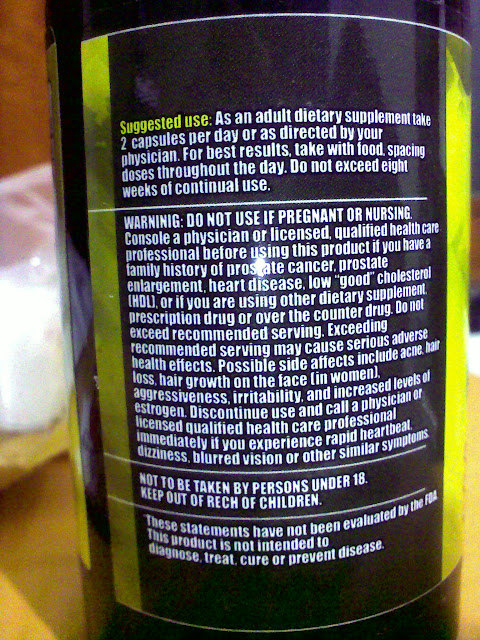 Suggested use: As an adult dietary supplement take
2 capsules per day or as directed by your
physician. For best results, take with food, spacing
doses throughout the day. Do not exceed eight
weeks of continual use.
WARNINIG: DO NOT USE IF PREGNANT OR NURSING.
Console a physician or licensed, qualified health care
professional before using this product if you have a
family history of prostate cancer, prostate
enlargement, heart disease, low "good" cholesterol
(HDL), or if you are using other dietary supplement,
prescription drug or over the counter drug. Do not
exceed recommended serving. Exceeding
recommended serving may cause serious adverse
health effects. Possible side affects include acne, hair
loss, hair growth on the face (in women),
aggressiveness, irritability, and increased levels of
estrogen. Discontinue use and call a physician or
licensed qualified health care professional
immediately if you experience rapid heartbeat,
dizziness, blurred vision or other similar symptoms.
NOT TO BE TAKEN BY PERSONS UNDER 18.
KEEP OUT OF RECH OF CHILDREN.
These statements have not been evaluated by the FDA
This product is not intended to
diagnose, treat, cure or prevent disease.